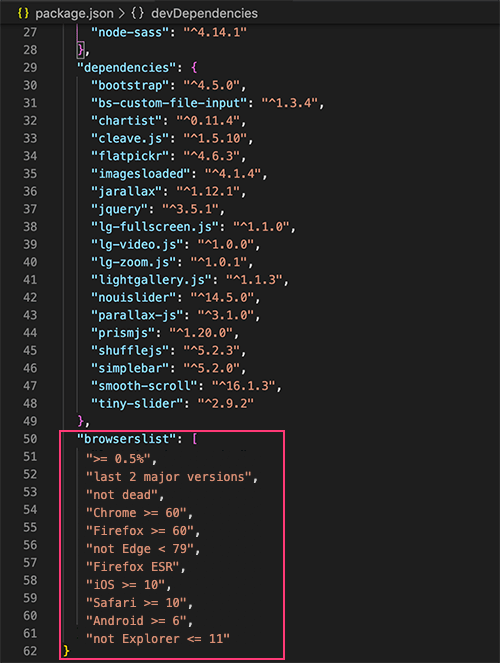 {} package.json > {} devDependencies
27 "node-sass": "^4.14.1"
28 },
29 "dependencies": {
30 "bootstrap": "^4.5.0",
31 "bs-custom-file-input": "^1.3.4",
32 "chartist": "^0.11.4",
33 "cleave.js": "^1.5.10",
34 "flatpickr": "^4.6.3",
35 "imagesloaded": "^4.1.4",
36 "jarallax": "^1.12.1",
37 "jquery": "^3.5.1",
38 "lg-fullscreen.js": "^1.1.0",
39 "lg-video.js": "^1.0.0",
40 "lg-zoom.js": "^1.0.1",
41 "lightgallery.js": "^1.1.3",
42 "nouislider": "^14.5.0",
43 "parallax-js": "^3.1.0",
44 "prismjs": "^1.20.0",
45 "shufflejs": "^5.2.3",
46 "simplebar": "^5.2.0",
47 "smooth-scroll": "^16.1.3",
48 "tiny-slider": "^2.9.2"
49 },
50 "browserslist": [
51 ">= 0.5%",
52 "last 2 major versions",
53 "not dead",
54 "Chrome >= 60",
55 "Firefox >= 60",
56 "not Edge < 79",
57 "Firefox ESR",
58 "iOS >= 10",
59 "Safari >= 10",
60 "Android >= 6",
61 "not Explorer <= 11"
62 }